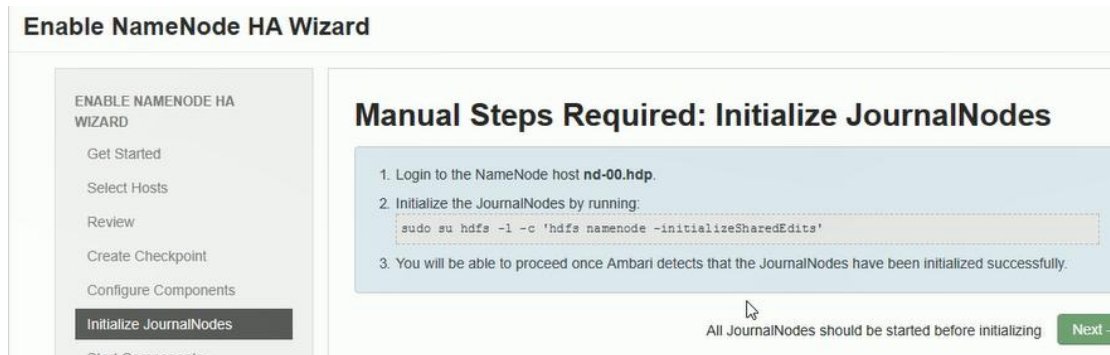 Enable NameNode HA Wizard
ENABLE NAMENODE HA
WIZARD
Get Started
Select Hosts
Review
Create Checkpoint
Configure Components
Initialize JournalNodes
Manual Steps Required: Initialize JournalNodes
1. Login to the NameNode host nd-00.hdp.
2. Initialize the JournalNodes by running:
sudo su hdfs -l -c 'hdfs namenode -initializeSharedEdits'
3. You will be able to proceed once Ambari detects that the JournalNodes have been initialized successfully.
All JournalNodes should be started before initializing
Next